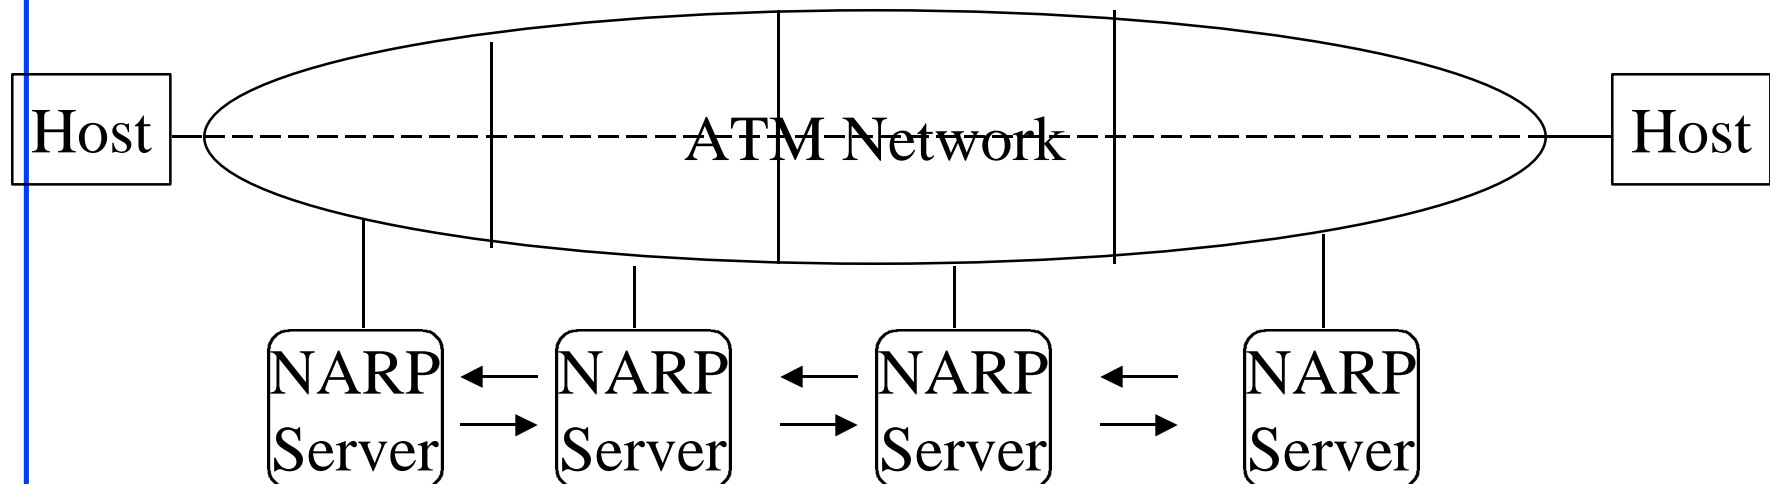 Host
ATM Network
Host
NARP
Server
NARP
Server
NARP
Server
NARP
Server